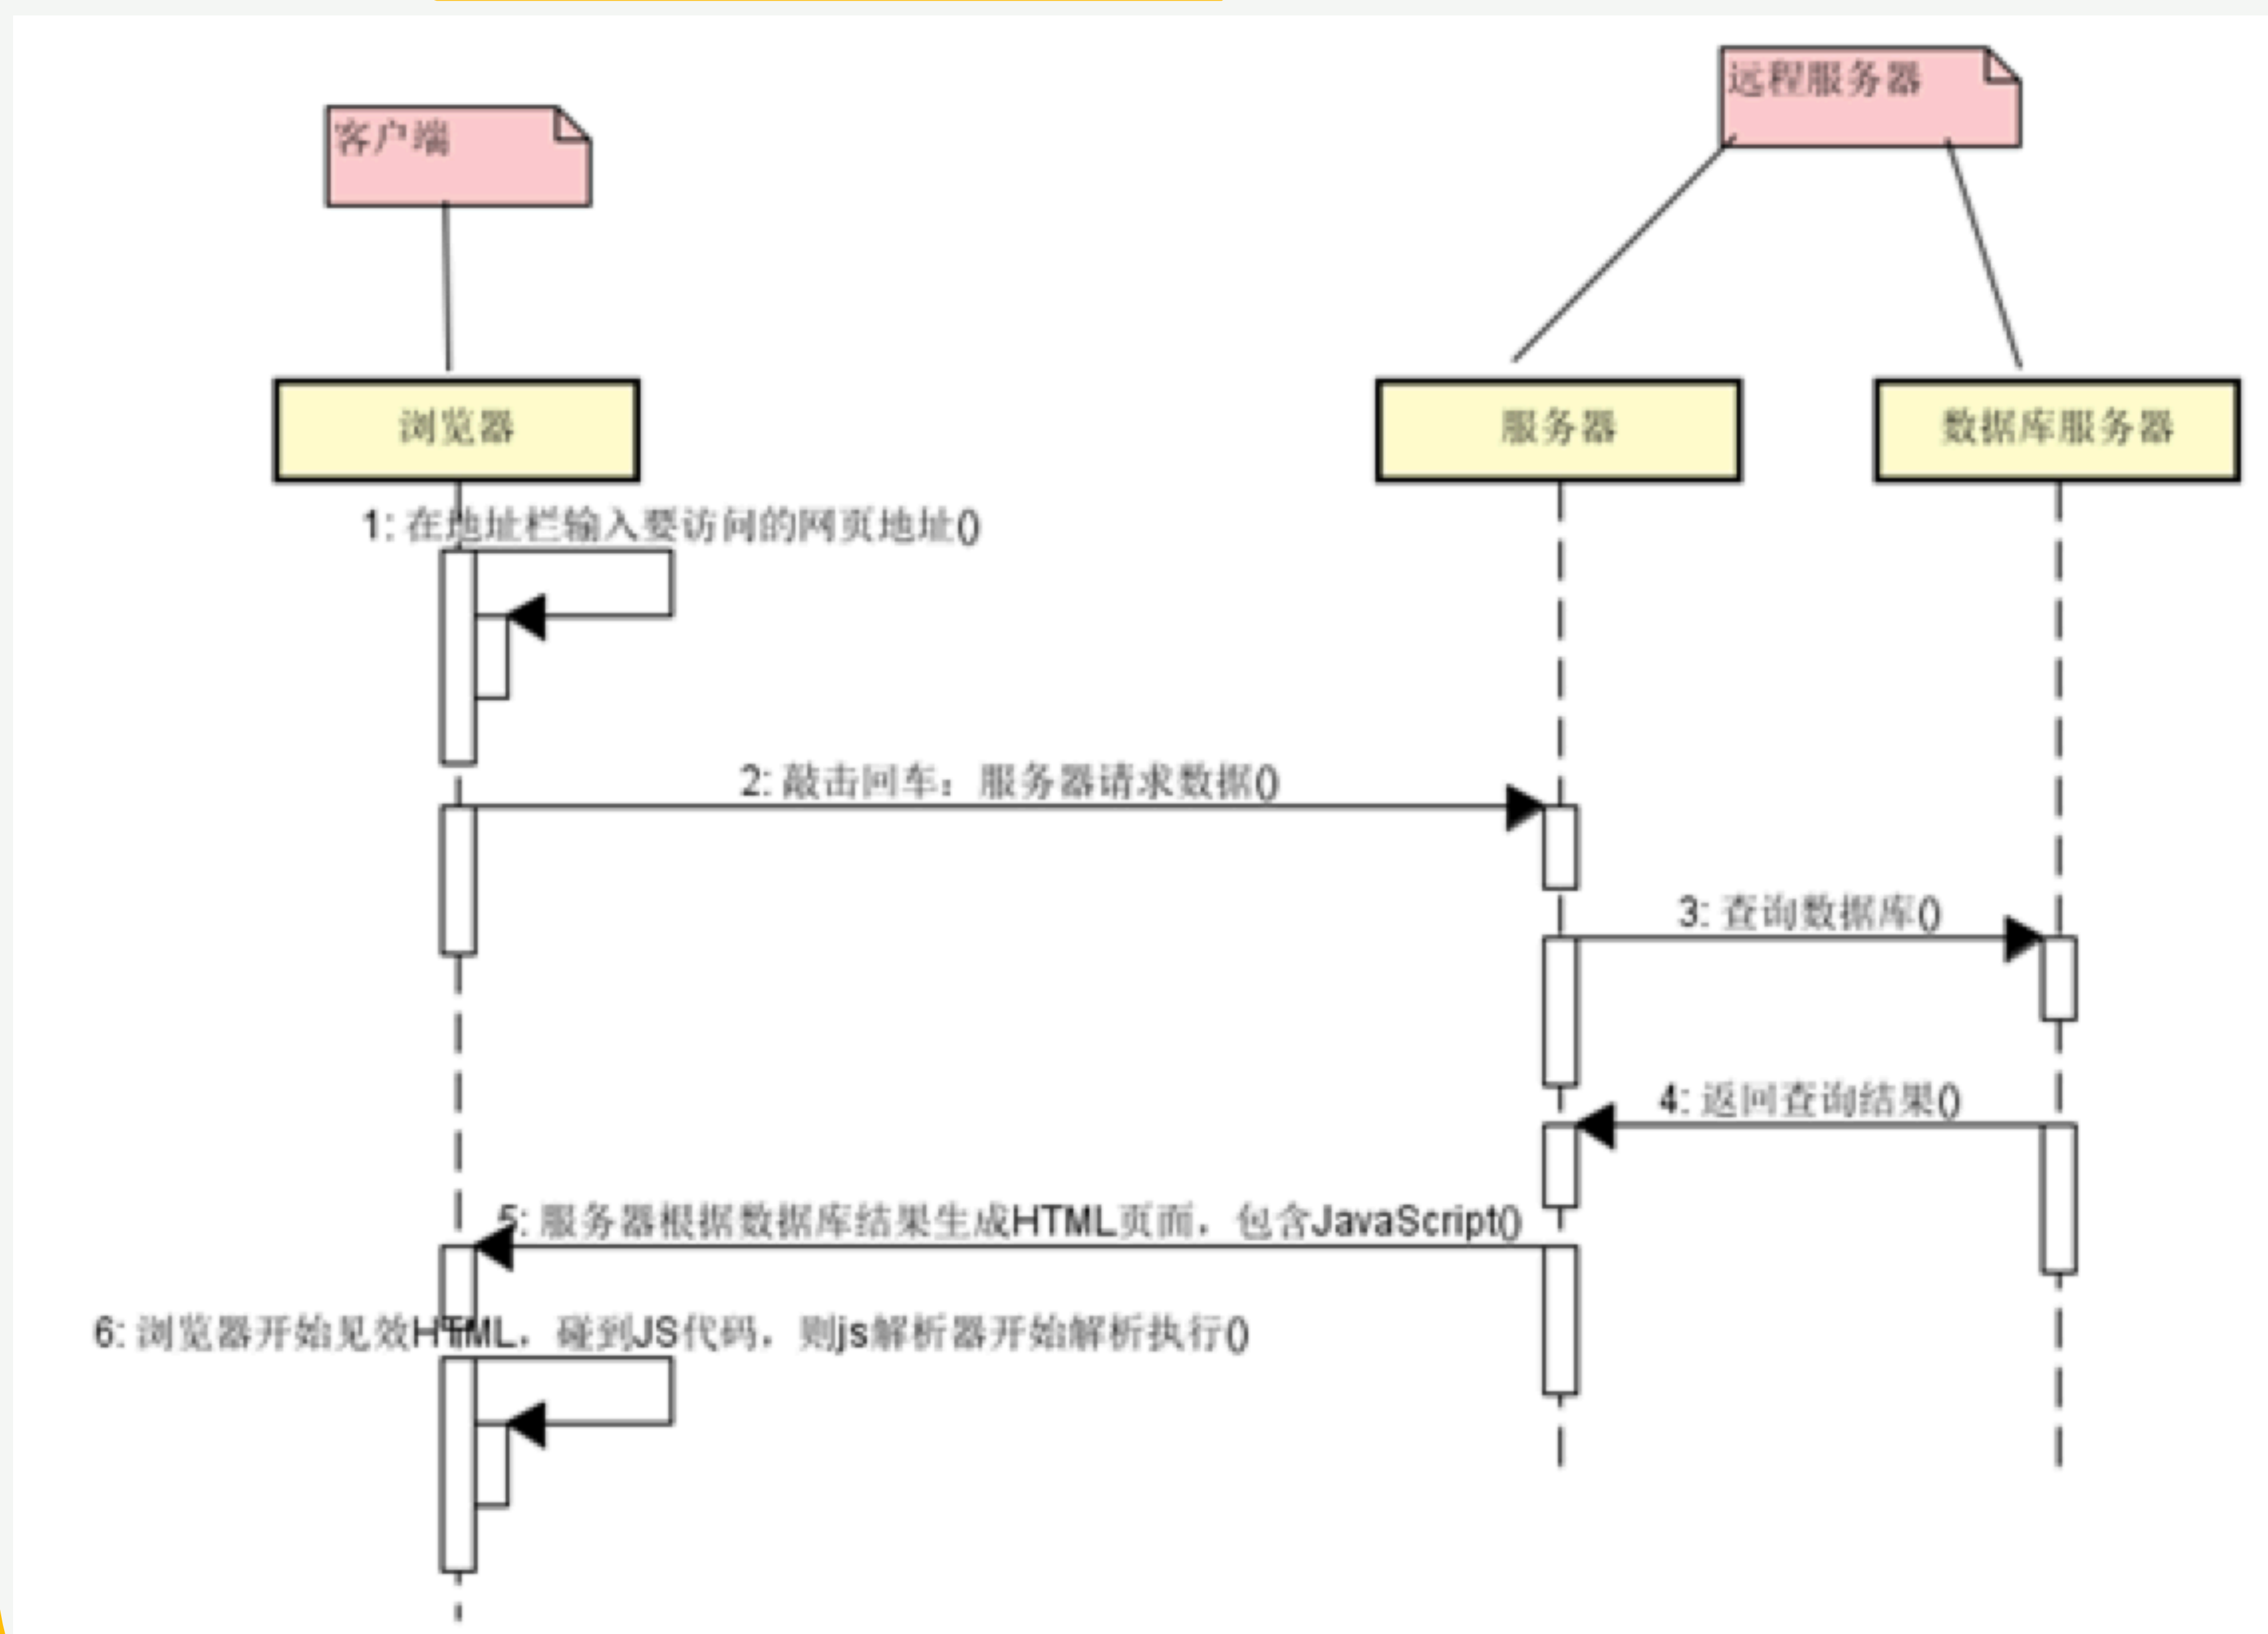 远程服务器
客户端
浏览器
服务器
数据库服务器
1: 在地址栏输入要访问的网页地址()
2: 敲击回车：服务器请求数据()
3: 查询数据库()
4: 返回查询结果()
5: 服务器根据数据库结果生成HTML页面，包含JavaScript()
6: 浏览器开始见效HTML，碰到JS代码，则js解析器开始解析执行()